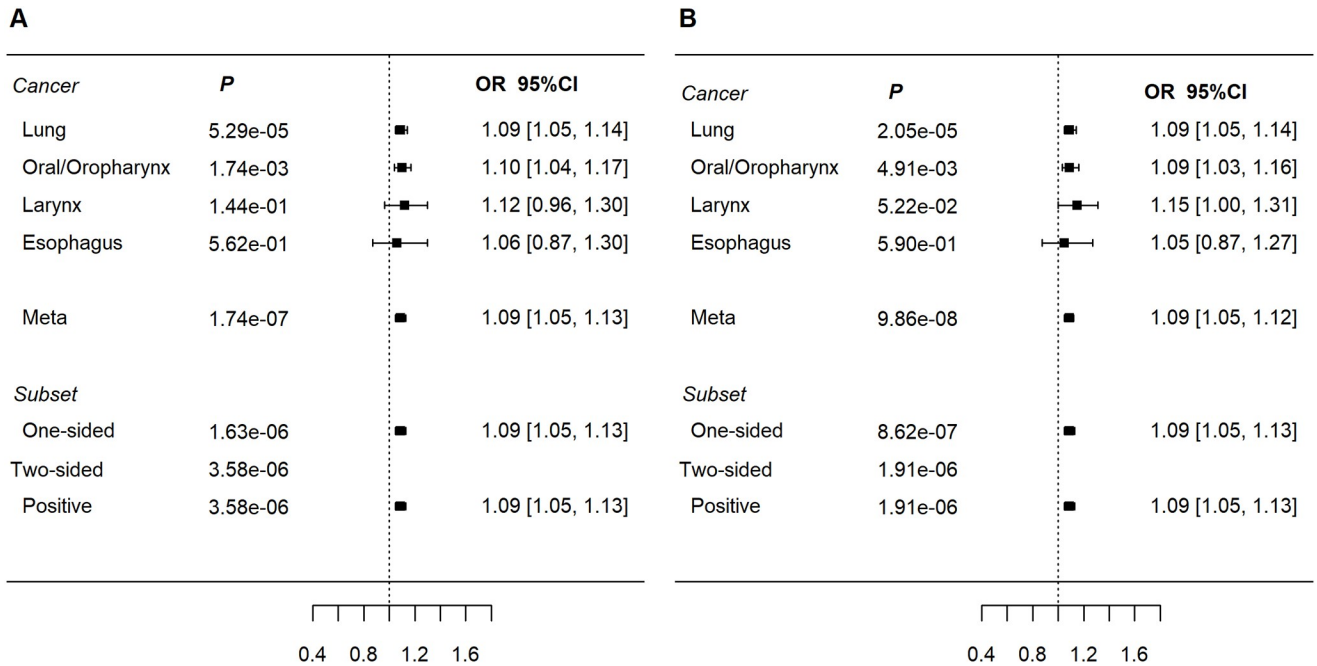 A
Cancer P OR 95%CI
Lung 5.29e-05 1.09 [1.05, 1.14]
Oral/Oropharynx 1.74e-03 1.10 [1.04, 1.17]
Larynx 1.44e-01 1.12 [0.96, 1.30]
Esophagus 5.62e-01 1.06 [0.87, 1.30]
Meta 1.74e-07 1.09 [1.05, 1.13]
Subset
One-sided 1.63e-06 1.09 [1.05, 1.13]
Two-sided 3.58e-06
Positive 3.58e-06 1.09 [1.05, 1.13]
0.4 0.8 1.2 1.6
B
Cancer P OR 95%CI
Lung 2.05e-05 1.09 [1.05, 1.14]
Oral/Oropharynx 4.91e-03 1.09 [1.03, 1.16]
Larynx 5.22e-02 1.15 [1.00, 1.31]
Esophagus 5.90e-01 1.05 [0.87, 1.27]
Meta 9.86e-08 1.09 [1.05, 1.12]
Subset
One-sided 8.62e-07 1.09 [1.05, 1.13]
Two-sided 1.91e-06
Positive 1.91e-06 1.09 [1.05, 1.13]
0.4 0.8 1.2 1.6